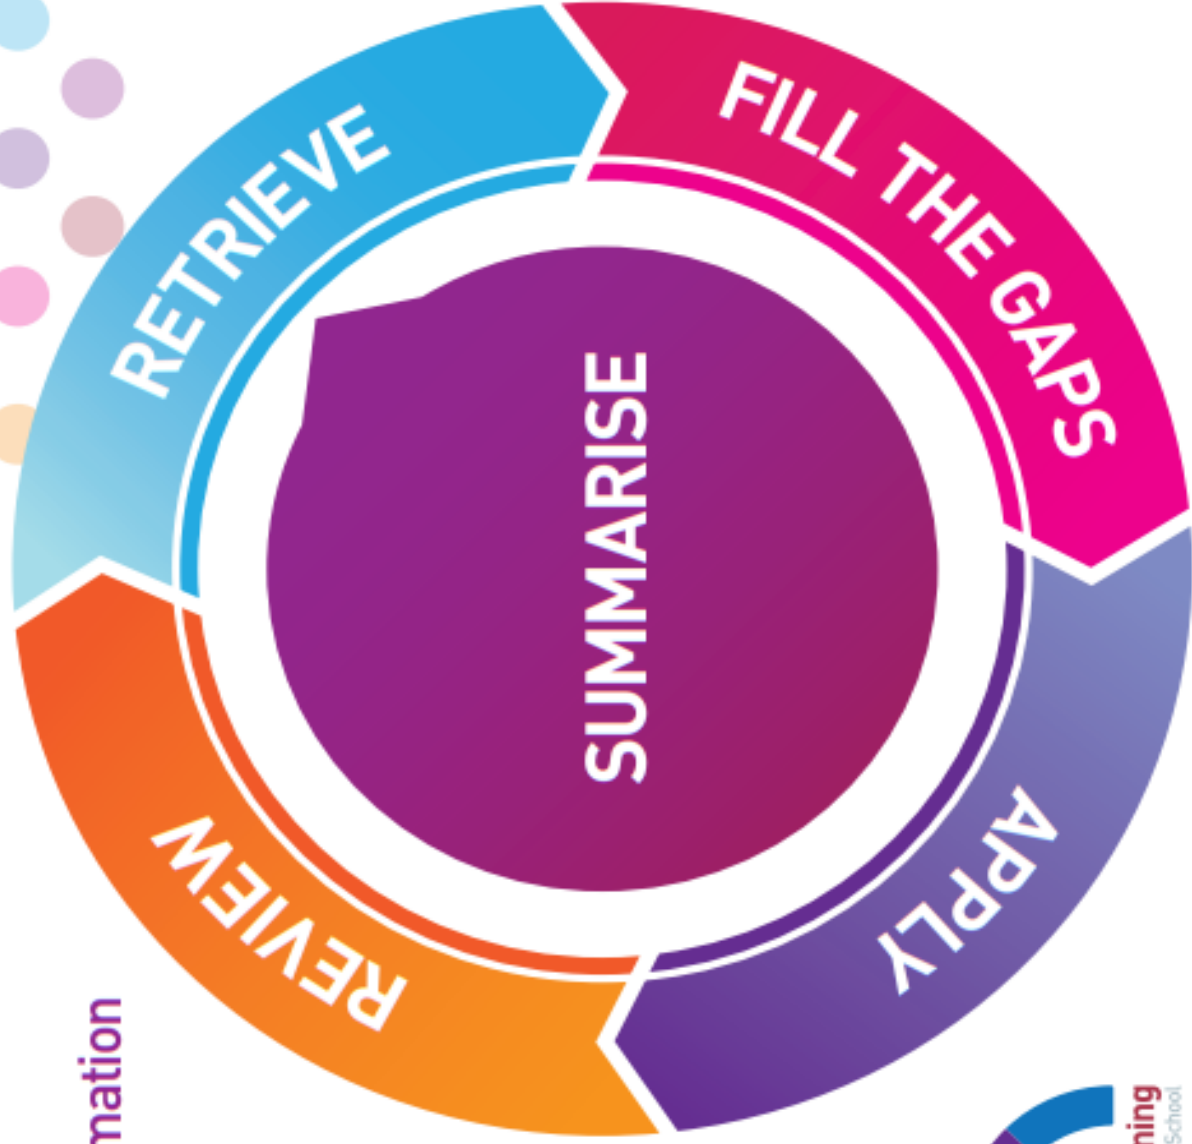 SUMMARISE
RETRIEVE
FILL THE GAPS
APPLY
REVIEW
mation
ning
School